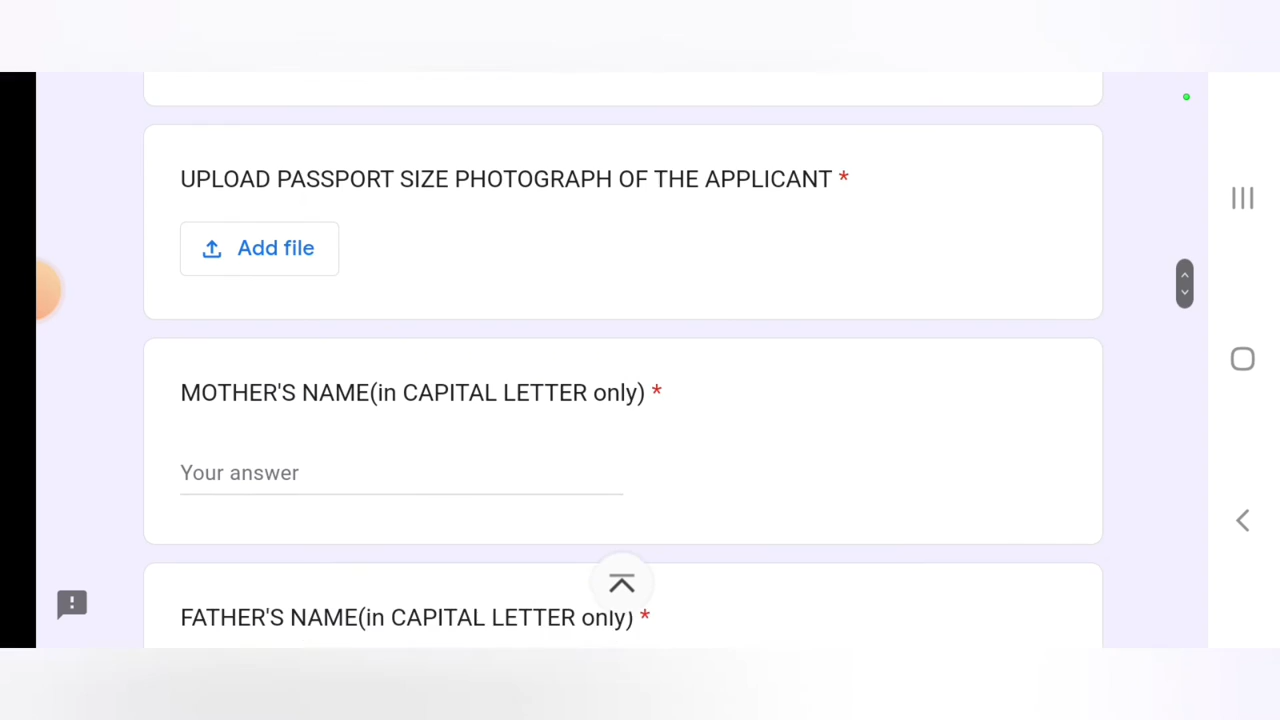 UPLOAD PASSPORT SIZE PHOTOGRAPH OF THE APPLICANT *
Add file
MOTHER'S NAME(in CAPITAL LETTER only) *
Your answer
FATHER'S NAME(in CAPITAL LETTER only) *